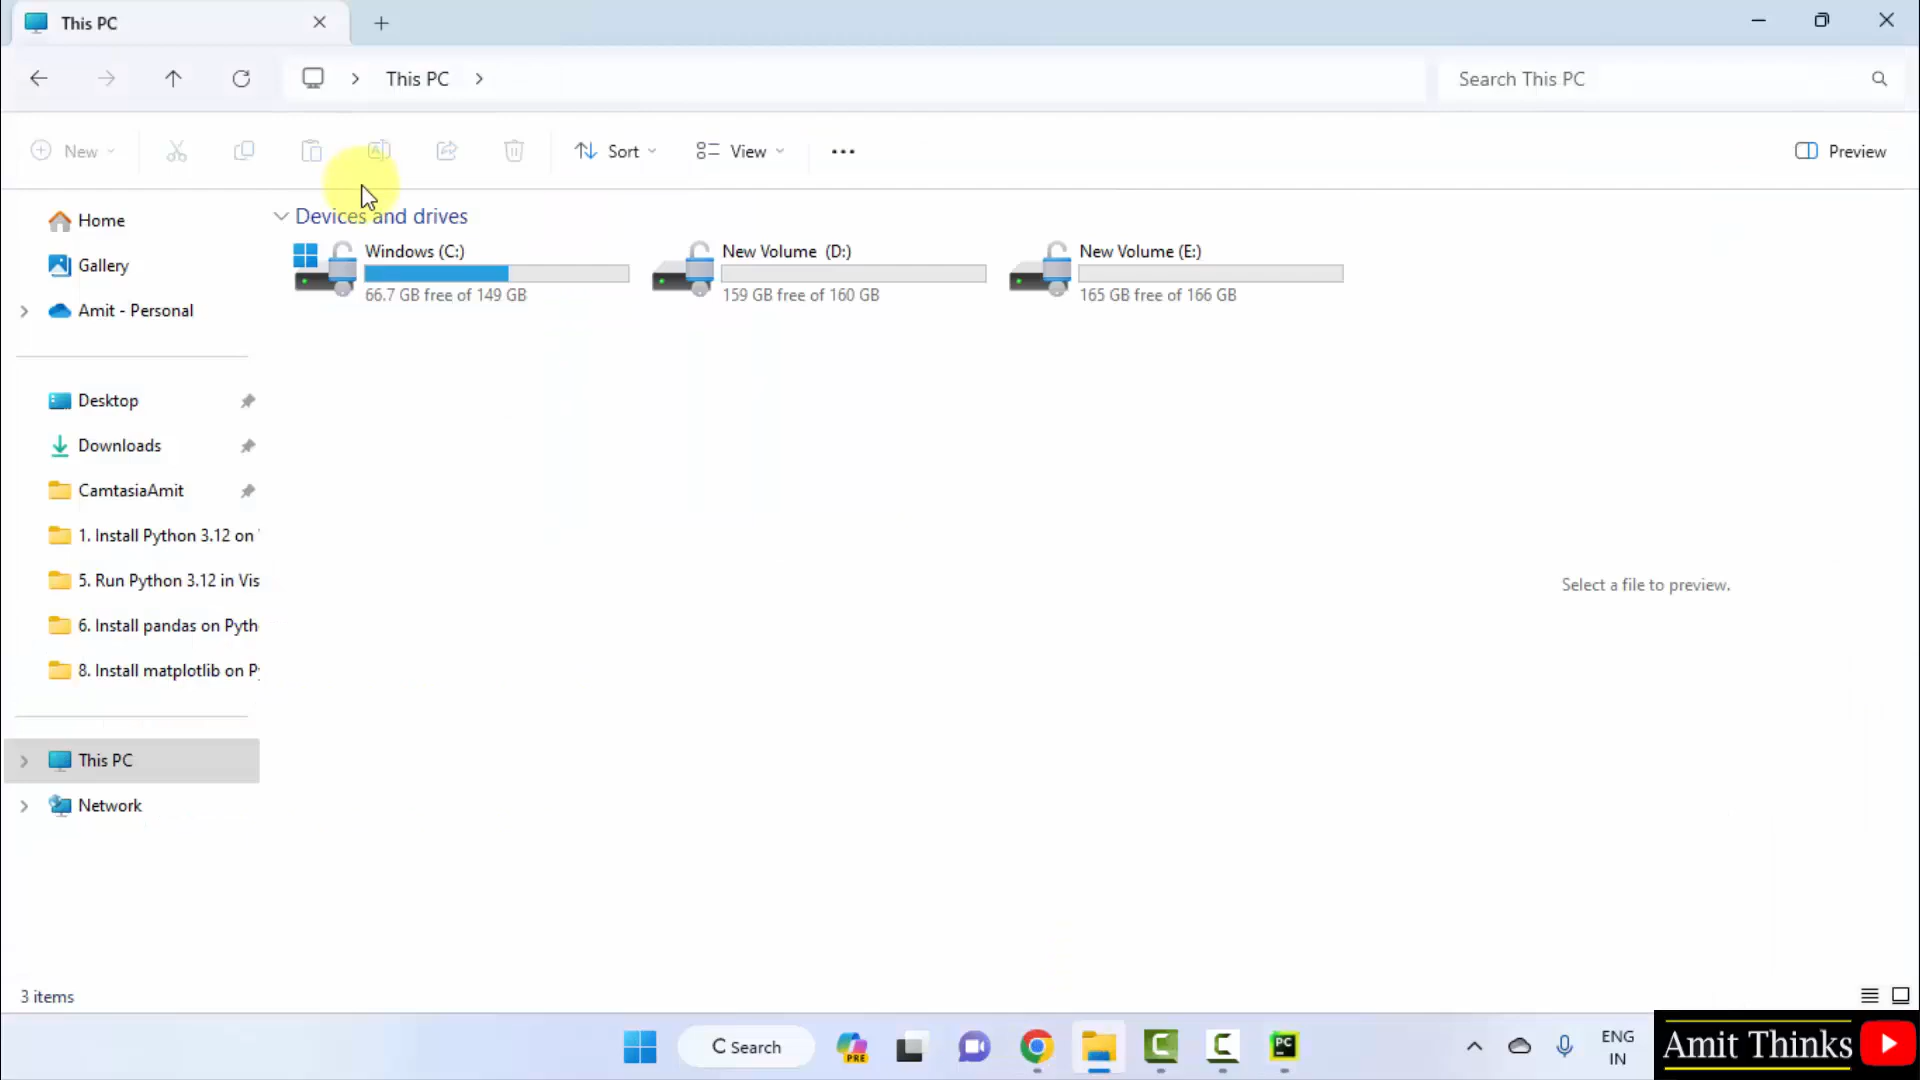 This PC
This PC
Search This PC
New
Sort
View
Preview
Home
Gallery
Amit - Personal
Desktop
Downloads
CamtasiaAmit
1. Install Python 3.12 on
5. Run Python 3.12 in Vis
6. Install pandas on Pyth
8. Install matplotlib on P
This PC
Network
Devices and drives
Windows (C:)
66.7 GB free of 149 GB
New Volume (D:)
159 GB free of 160 GB
New Volume (E:)
165 GB free of 166 GB
Select a file to preview.
3 items
C Search
PRE
C
C
PC
ENG
IN
Amit Thinks